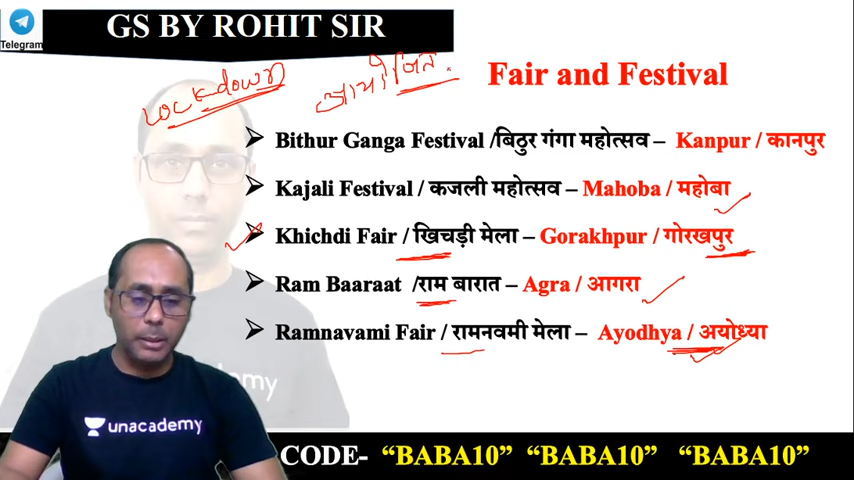 GS BY ROHIT SIR
Telegram
Lockdown आयोजित
Fair and Festival
➤ Bithur Ganga Festival /बिठुर गंगा महोत्सव – Kanpur / कानपुर
➤ Kajali Festival / कजली महोत्सव – Mahoba / महोबा
➤ Khichdi Fair / खिचड़ी मेला – Gorakhpur / गोरखपुर
➤ Ram Baaraat /राम बारात – Agra / आगरा
➤ Ramnavami Fair / रामनवमी मेला – Ayodhya / अयोध्या
unacademy
CODE- “BABA10” “BABA10” “BABA10”